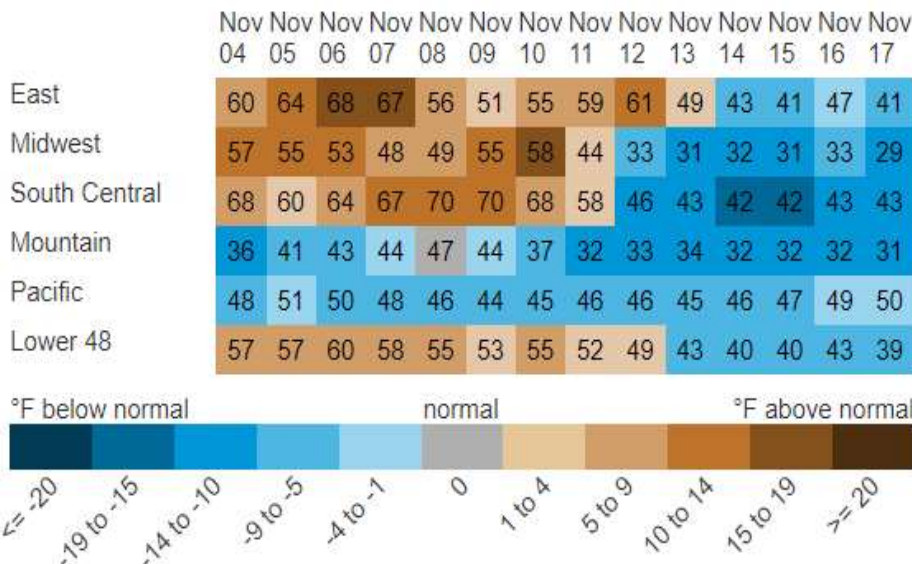 Nov Nov Nov Nov Nov Nov Nov Nov Nov Nov Nov Nov Nov Nov
04 05 06 07 08 09 10 11 12 13 14 15 16 17
East 60 64 68 67 56 51 55 59 61 49 43 41 47 41
Midwest 57 55 53 48 49 55 58 44 33 31 32 31 33 29
South Central 68 60 64 67 70 70 68 58 46 43 42 42 43 43
Mountain 36 41 43 44 47 44 37 32 33 34 32 32 32 31
Pacific 48 51 50 48 46 44 45 46 46 45 46 47 49 50
Lower 48 57 57 60 58 55 53 55 52 49 43 40 40 43 39
°F below normal normal °F above normal
<= -20 -19 to -15 -14 to -10 -9 to -5 -4 to -1 0 1 to 4 5 to 9 10 to 14 15 to 19 >= 20